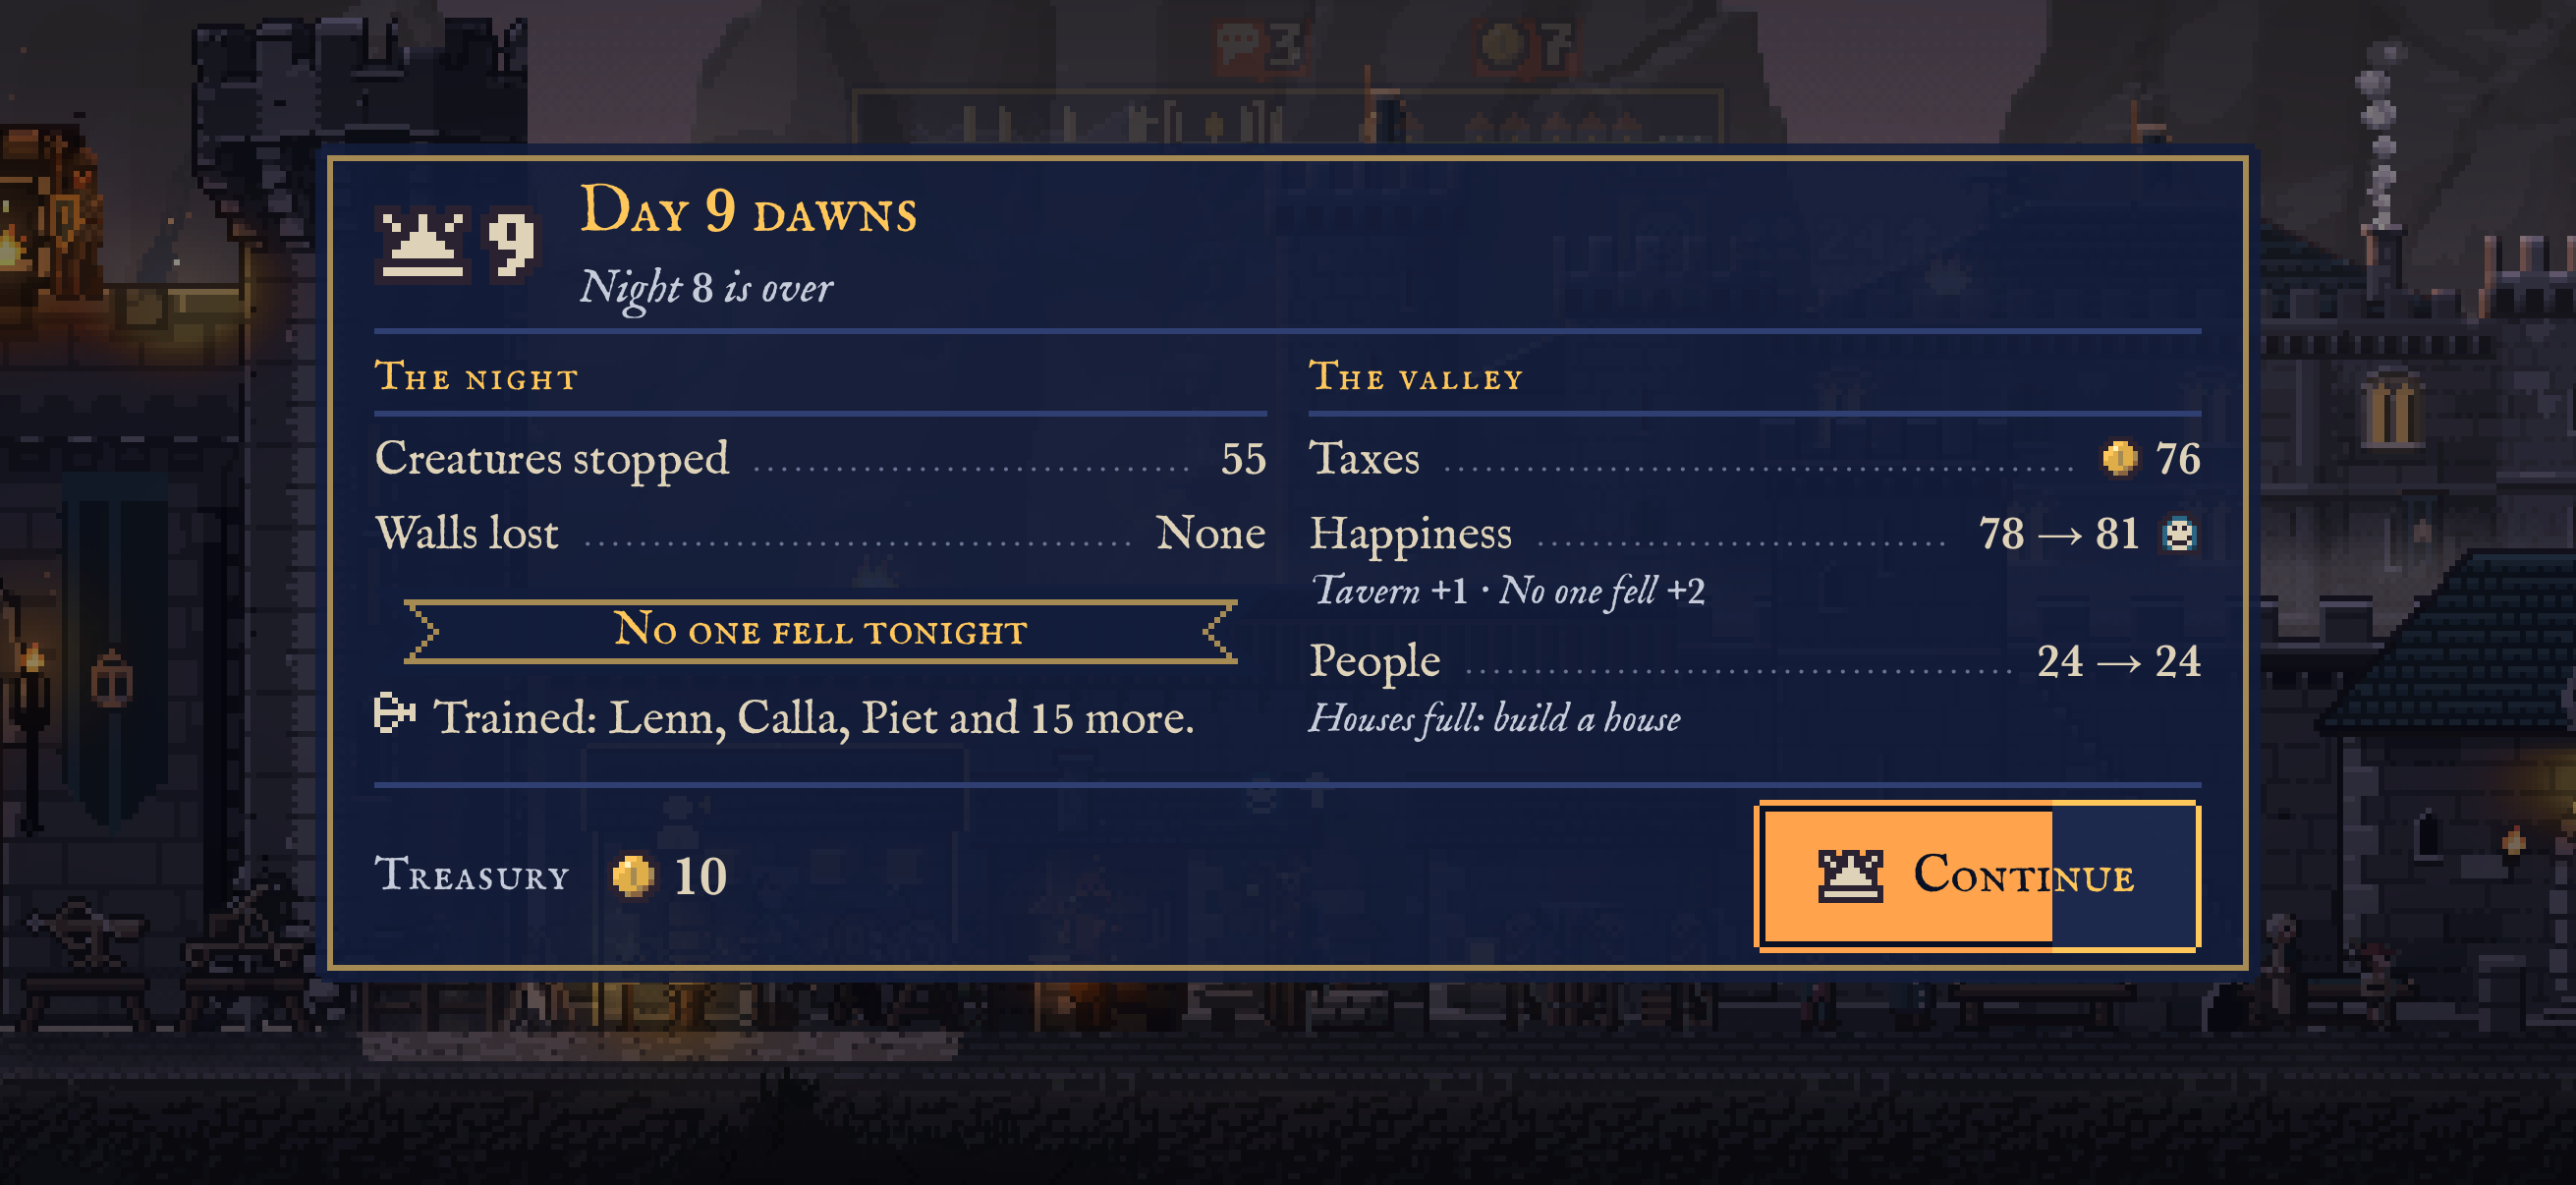 3 7
9
Day 9 dawns
Night 8 is over
The night
Creatures stopped 55
Walls lost None
No one fell tonight
Trained: Lenn, Calla, Piet and 15 more.
The valley
Taxes 76
Happiness 78 → 81
Tavern +1 · No one fell +2
People 24 → 24
Houses full: build a house
Treasury 10
Continue